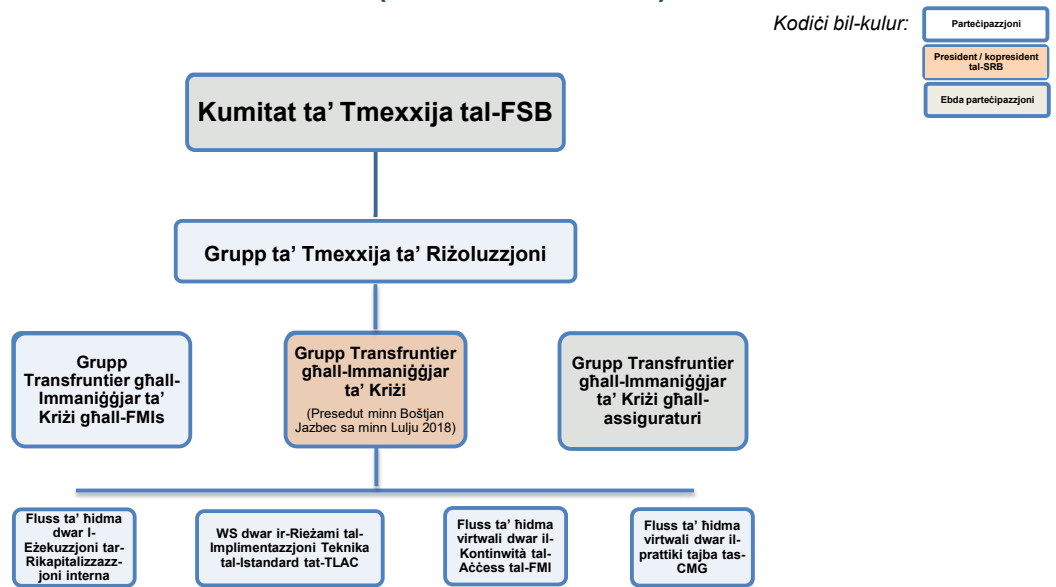 Kodiċi bil-kulur:
Parteċipazzjoni
President / kopresident
tal-SRB
Ebda parteċipazzjoni
Kumitat ta’ Tmexxija tal-FSB
Grupp ta’ Tmexxija ta’ Riżoluzzjoni
Grupp
Transfruntier għall-
Immaniġġjar ta’
Kriżi għall-FMIs
Grupp Transfruntier
għall-Immaniġġjar
ta’ Kriżi
(Presedut minn Boštjan
Jazbec sa minn Lulju 2018)
Grupp Transfruntier
għall-Immaniġġjar
ta’ Kriżi għall-
assiguraturi
Fluss ta’ ħidma
dwar l-
Eżekuzzjoni tar-
Rikapitalizzazz-
joni interna
WS dwar ir-Rieżami tal-
Implimentazzjoni Teknika
tal-Istandard tat-TLAC
Fluss ta’ ħidma
virtwali dwar il-
Kontinwità tal-
Aċċess tal-FMI
Fluss ta’ ħidma
virtwali dwar il-
prattiki tajba tas-
CMG